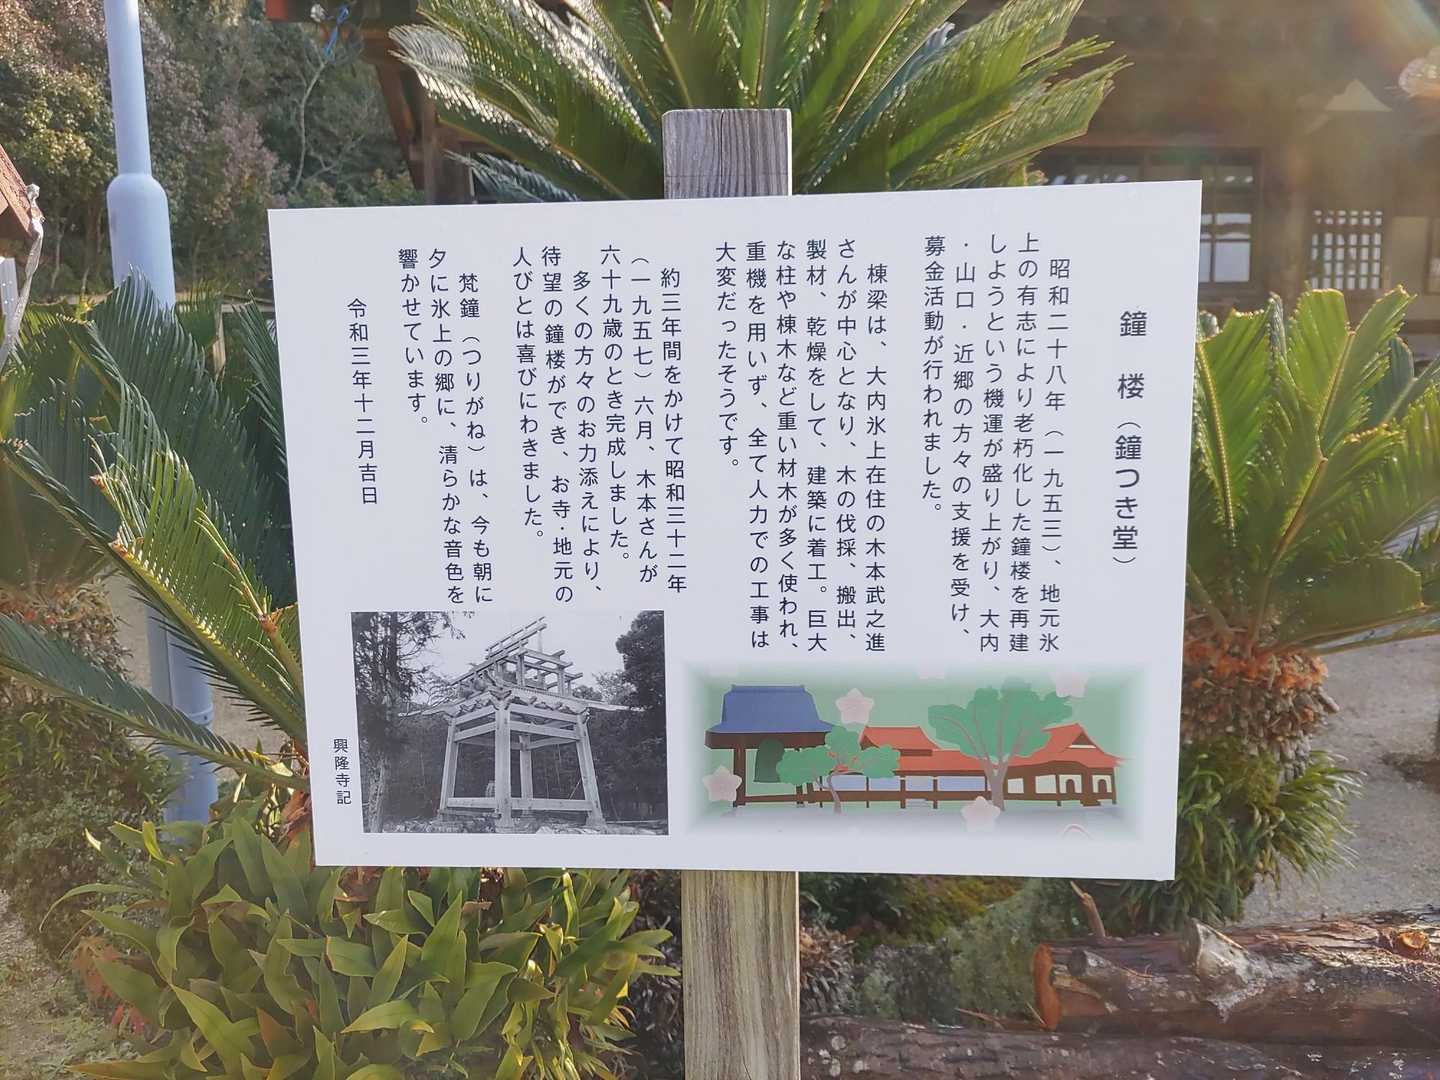 鐘　楼（鐘つき堂）
昭和二十八年（一九五三）、地元氷
上の有志により老朽化した鐘楼を再建
しようという機運が盛り上がり、大内
・山口・近郷の方々の支援を受け、
募金活動が行われました。
棟梁は、大内氷上在住の木本武之進
さんが中心となり、木の伐採、搬出、
製材、乾燥をして、建築に着工。巨大
な柱や棟木など重い材木が多く使われ、
重機を用いず、全て人力での工事は
大変だったそうです。
約三年間をかけて昭和三十二年
（一九五七）六月、木本さんが
六十九歳のとき完成しました。
多くの方々のお力添えにより、
待望の鐘楼ができ、お寺・地元の
人びとは喜びにわきました。
梵鐘（つりがね）は、今も朝に
夕に氷上の郷に、清らかな音色を
響かせています。
令和三年十二月吉日
興隆寺記